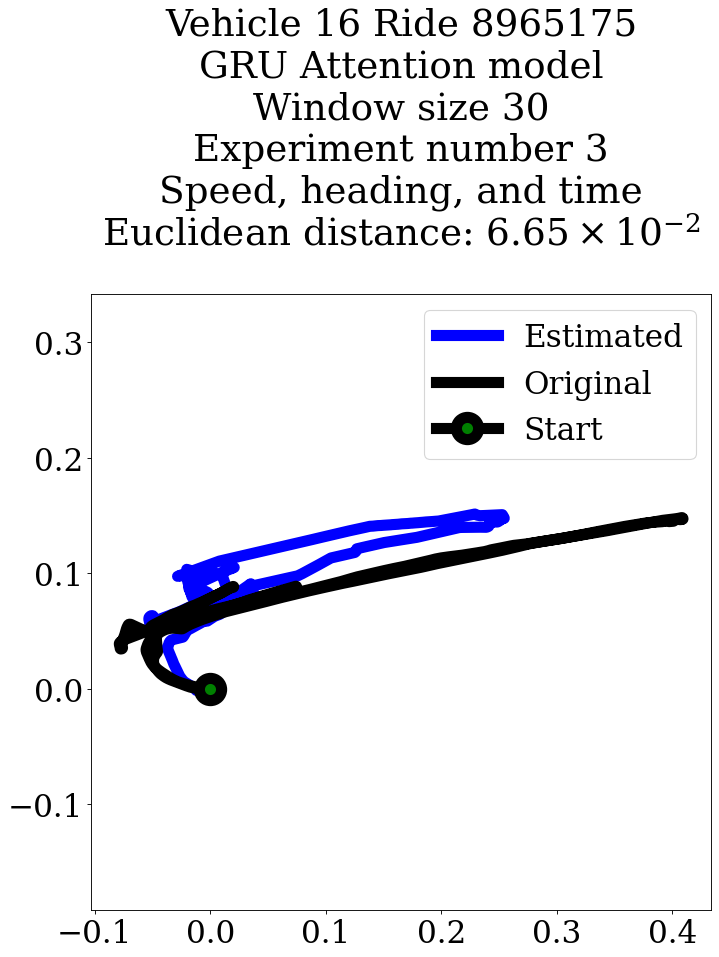 Vehicle 16 Ride 8965175
GRU Attention model
Window size 30
Experiment number 3
Speed, heading, and time
Euclidean distance: 6.65 × 10⁻²
Estimated
Original
Start
0.3
0.2
0.1
0.0
−0.1
−0.1 0.0 0.1 0.2 0.3 0.4